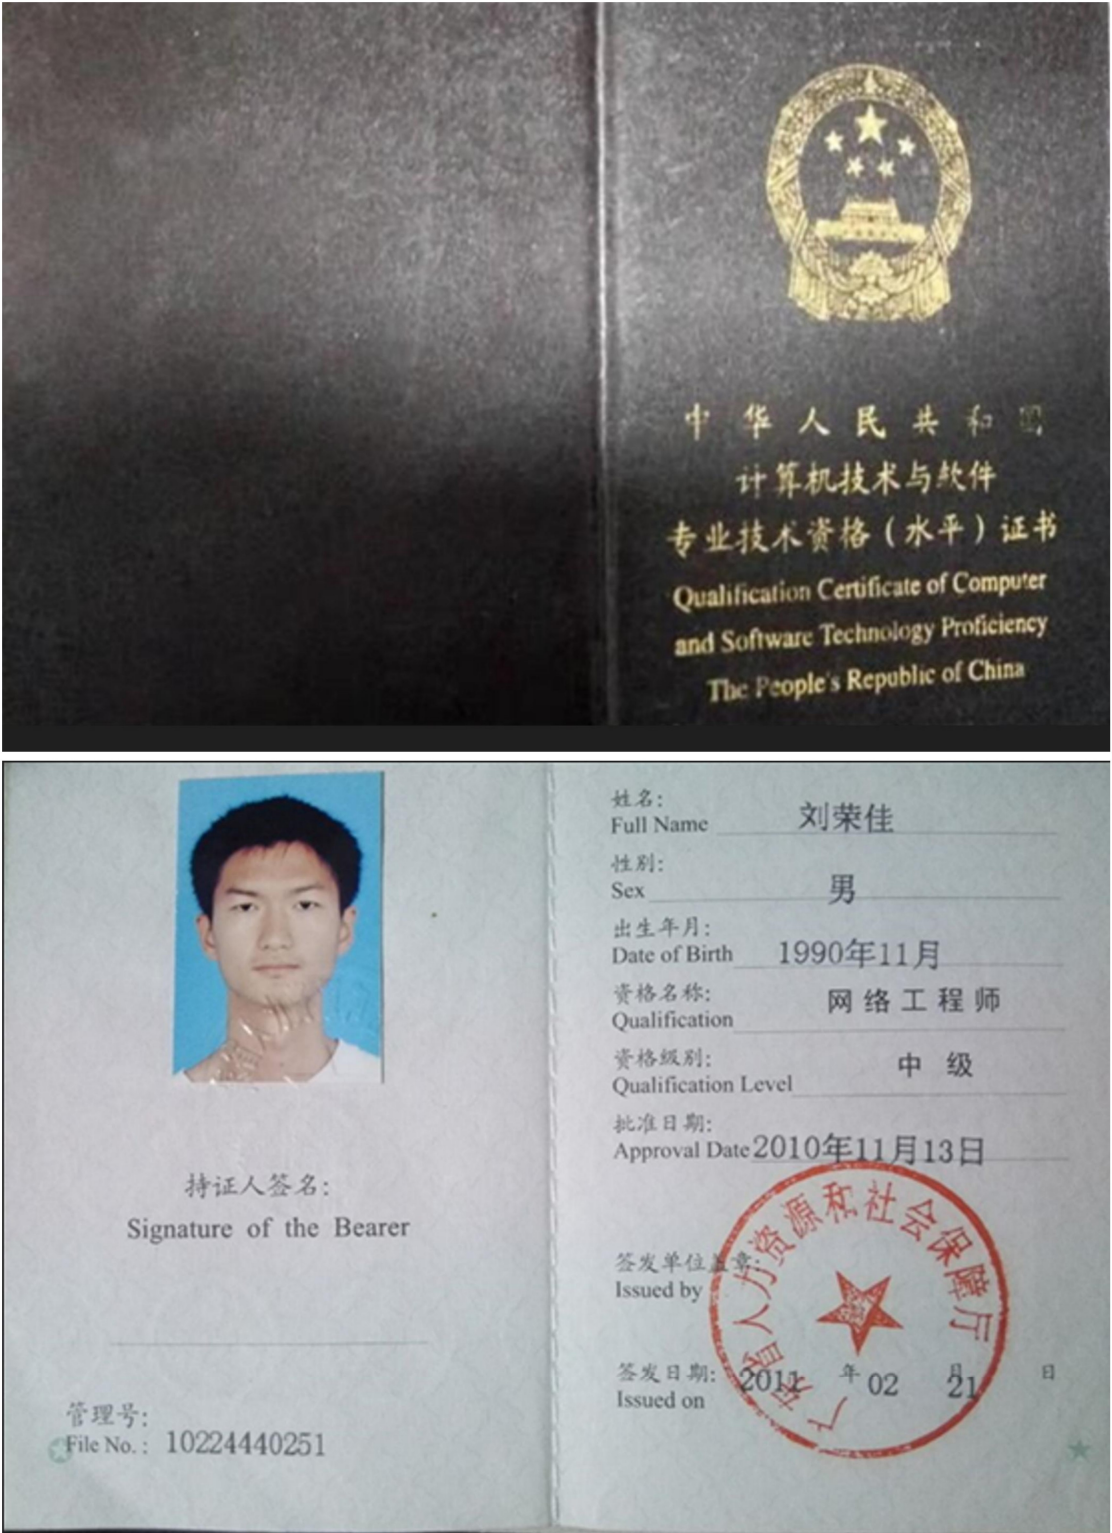 中华人民共和国
计算机技术与软件
专业技术资格（水平）证书
Qualification Certificate of Computer
and Software Technology Proficiency
The People's Republic of China
持证人签名：
Signature of the Bearer
管理号：
File No.: 10224440251
姓名：
Full Name 刘荣佳
性别：
Sex 男
出生年月：
Date of Birth 1990年11月
资格名称： 网络工程师
Qualification
资格级别： 中级
Qualification Level
批准日期：
Approval Date 2010年11月13日
广东省人力资源和社会保障厅
签发单位盖章：
Issued by
签发日期： 2011 年 02 月 21 日
Issued on